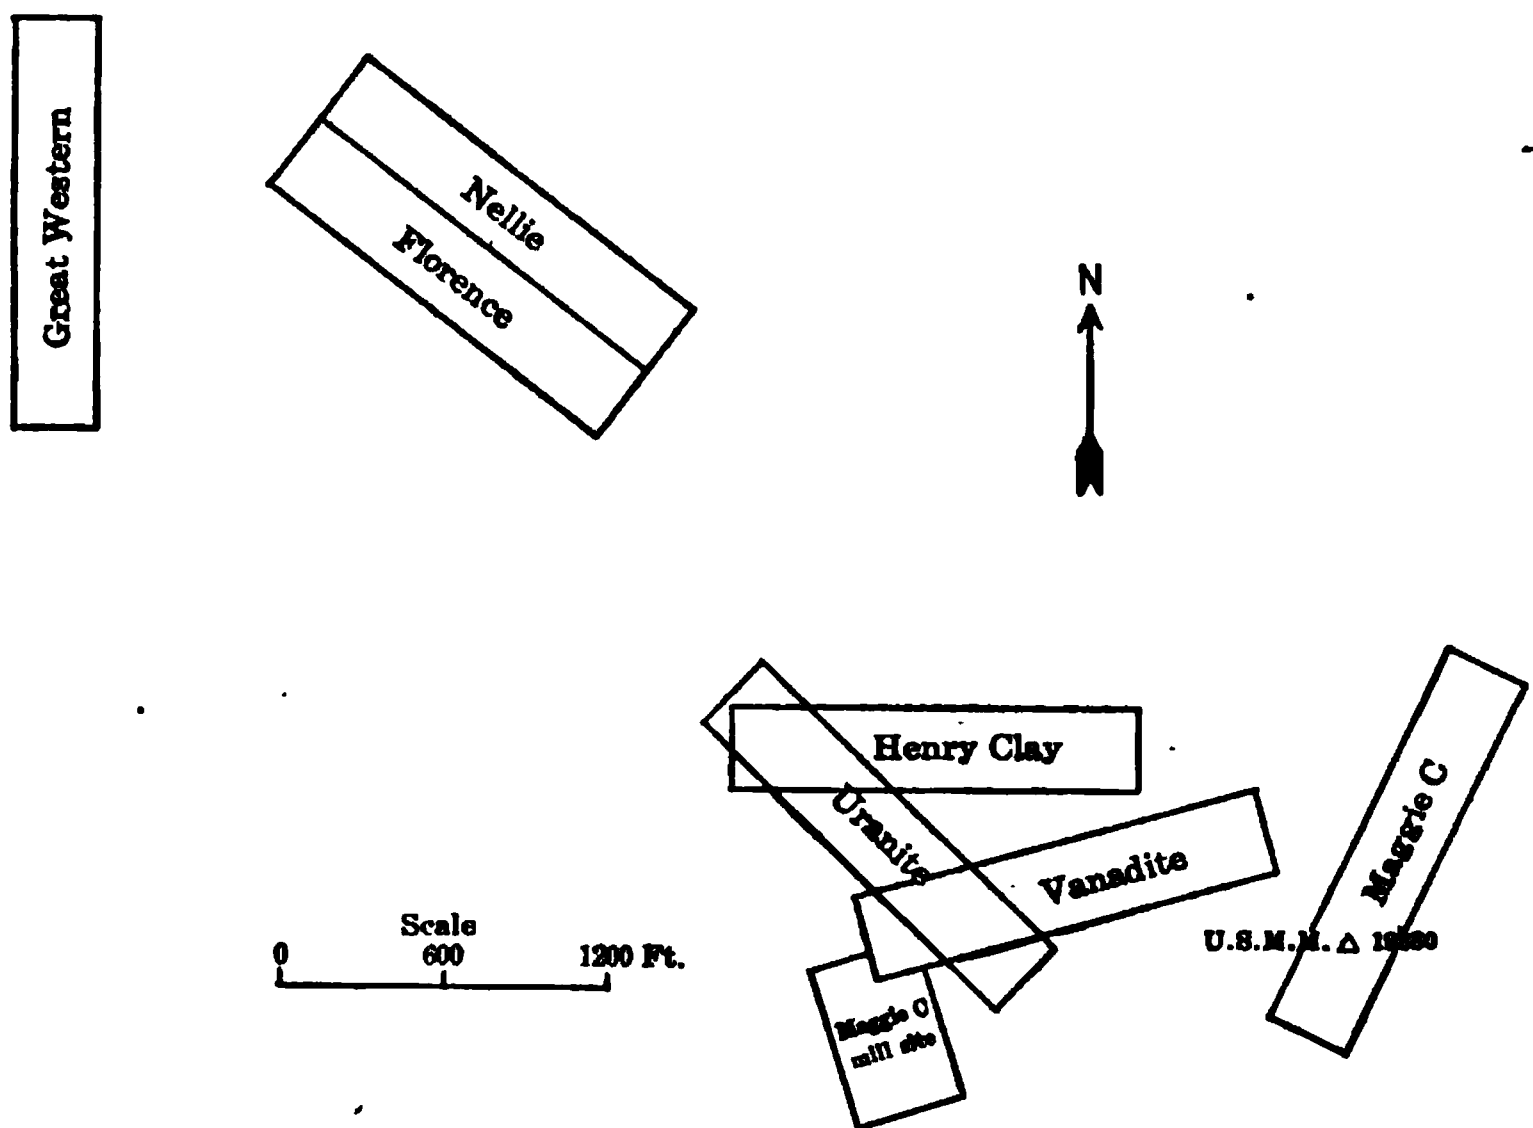 Great Western
Nellie
Florence
N
Henry Clay
Uranite
Vanadite
Maggie C
U.S.M.M. △
Scale
0 600 1200 Ft.
Maggie C
mill site